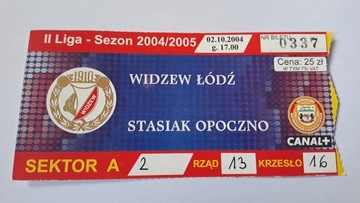 II Liga - Sezon 2004/2005
02.10.2004
g. 17.00
NR BILETU
0337
Cena: 25 zł
W TYM 7% VAT
1910
WIDZEW
WIDZEW ŁÓDŹ
STASIAK OPOCZNO
CANAL+
SEKTOR A 2 RZĄD 13 KRZESŁO 16